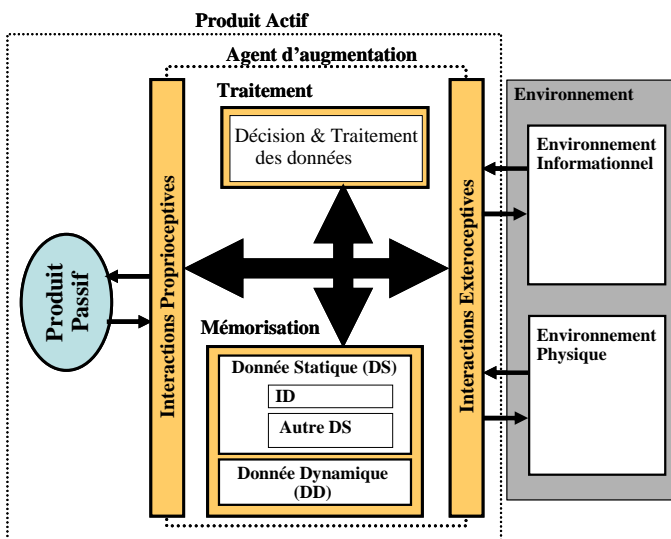 Produit Actif
Agent d'augmentation
Traitement
Décision & Traitement
des données
Interactions Proprioceptives
Produit
Passif
Mémorisation
Donnée Statique (DS)
ID
Autre DS
Donnée Dynamique
(DD)
Interactions Exteroceptives
Environnement
Environnement
Informationnel
Environnement
Physique